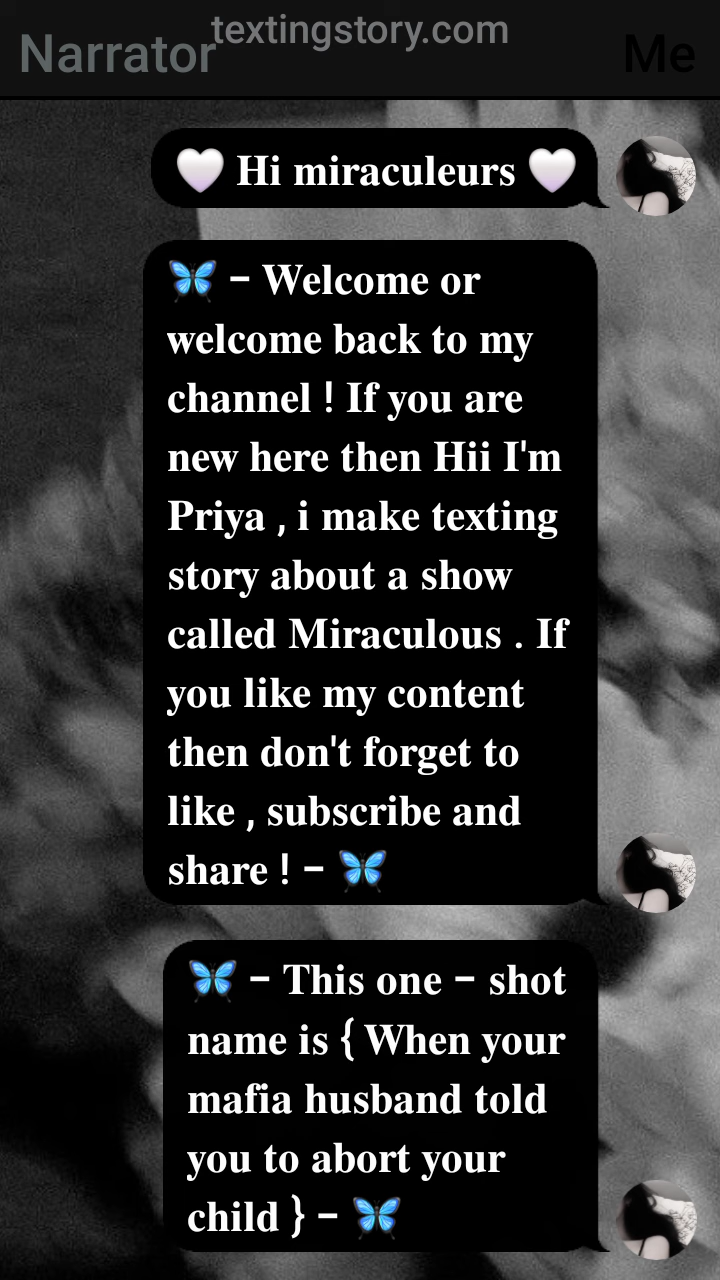 textingstory.com
Narrator
Me
🤍 Hi miraculeurs 🤍
🦋 - Welcome or
welcome back to my
channel ! If you are
new here then Hii I'm
Priya , i make texting
story about a show
called Miraculous . If
you like my content
then don't forget to
like , subscribe and
share ! - 🦋
🦋 - This one - shot
name is { When your
mafia husband told
you to abort your
child } - 🦋